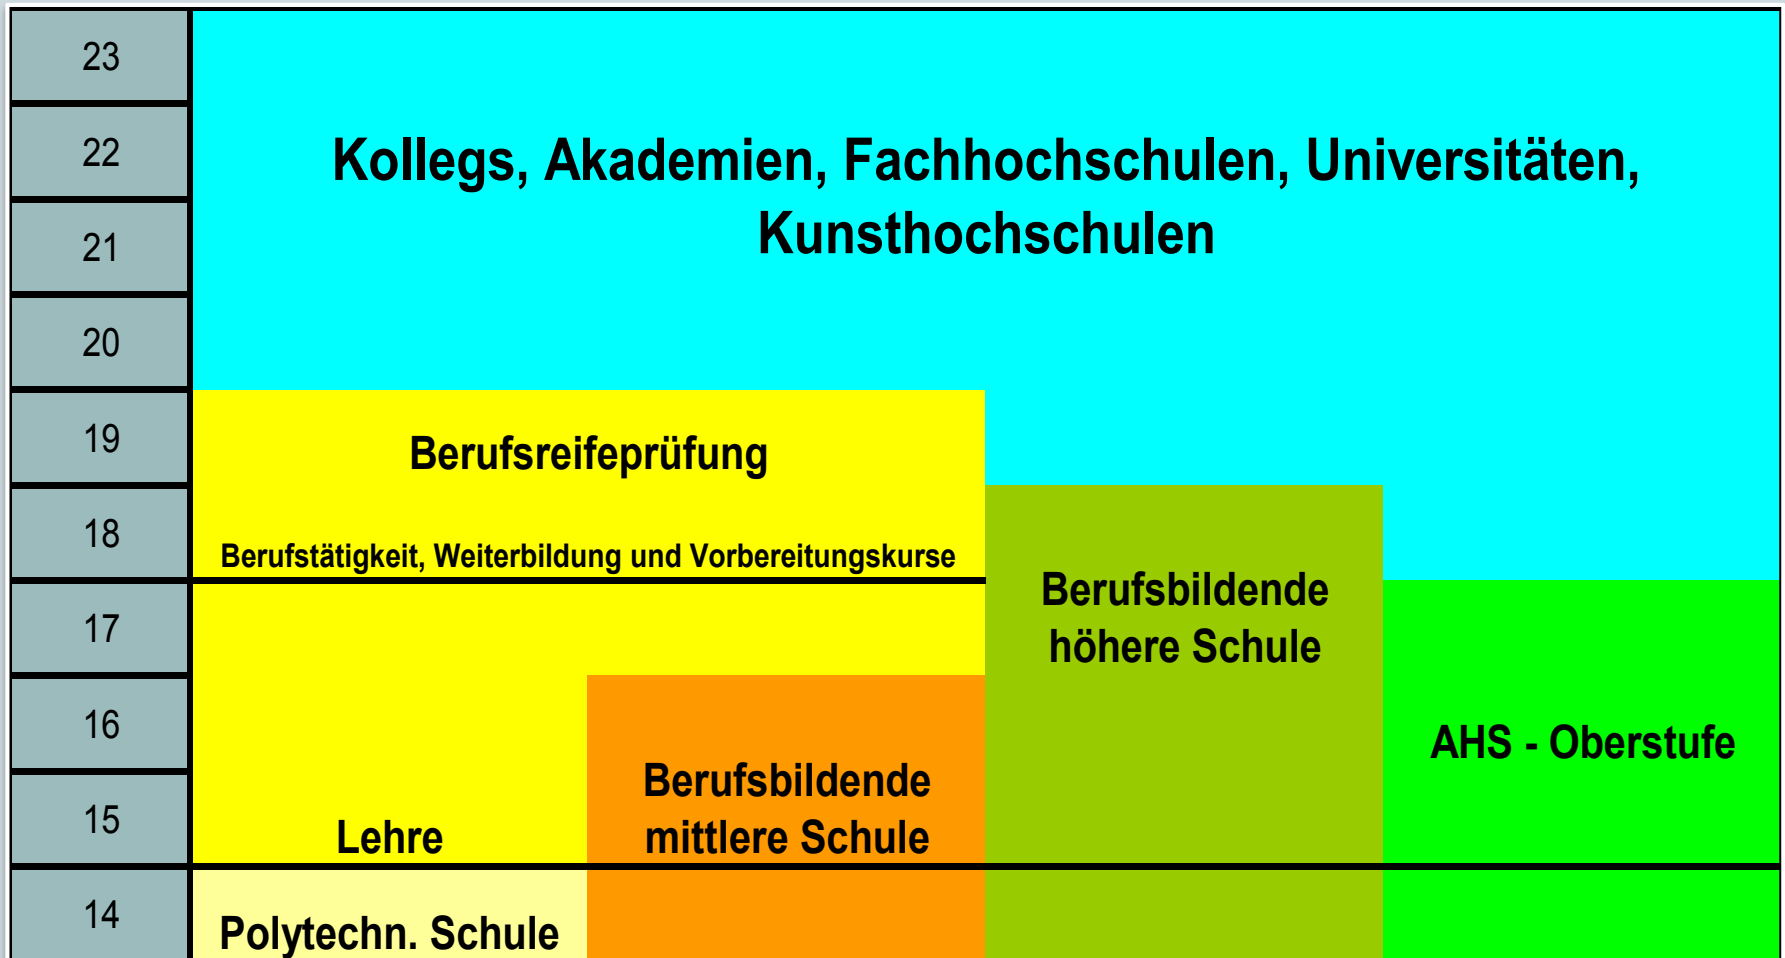 23
22
Kollegs, Akademien, Fachhochschulen, Universitäten,
Kunsthochschulen
21
20
19
Berufsreifeprüfung
18
Berufstätigkeit, Weiterbildung und Vorbereitungskurse
Berufsbildende
höhere Schule
17
16
AHS - Oberstufe
Berufsbildende
mittlere Schule
15
Lehre
14
Polytechn. Schule